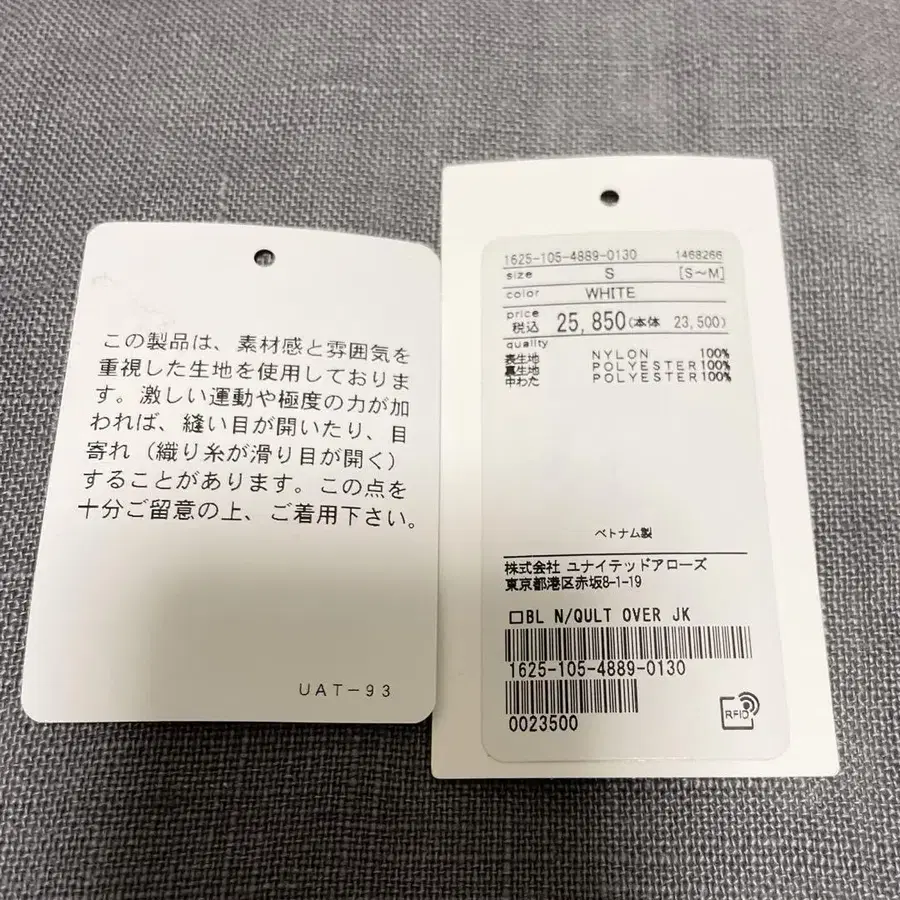 この製品は、素材感と雰囲気を
重視した生地を使用しておりま
す。激しい運動や極度の力が加
われば、縫い目が開いたり、目
寄れ（織り糸が滑り目が開く）
することがあります。この点を
十分ご留意の上、ご着用下さい。
UAT-93
1625-105-4889-0130 1468266
size S [S~M]
color WHITE
price
税込 25,850(本体 23,500)
quality
表生地 NYLON 100%
裏生地 POLYESTER 100%
中わた POLYESTER 100%
ベトナム製
株式会社 ユナイテッドアローズ
東京都港区赤坂8-1-19
□BL N/QULT OVER JK
1625-105-4889-0130
0023500
RFID